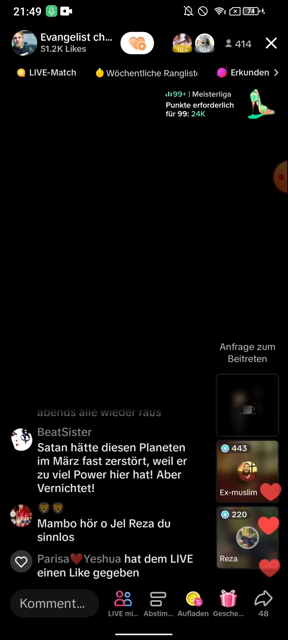 21:49
74
Evangelist ch...
51.2K Likes
414
LIVE-Match
Wöchentliche Ranglist
Erkunden
99+ | Meisterliga
Punkte erforderlich
für 99: 24K
Anfrage zum
Beitreten
abends alle wieder raus
BeatSister
Satan hätte diesen Planeten
im März fast zerstört, weil er
zu viel Power hier hat! Aber
Vernichtet!
443
Ex-muslim
🦁🦁
Mambo hör o Jel Reza du
sinnlos
220
Reza
Parisa❤️Yeshua hat dem LIVE
einen Like gegeben
Komment...
LIVE mi...
Abstim...
Aufladen
Gesche...
48